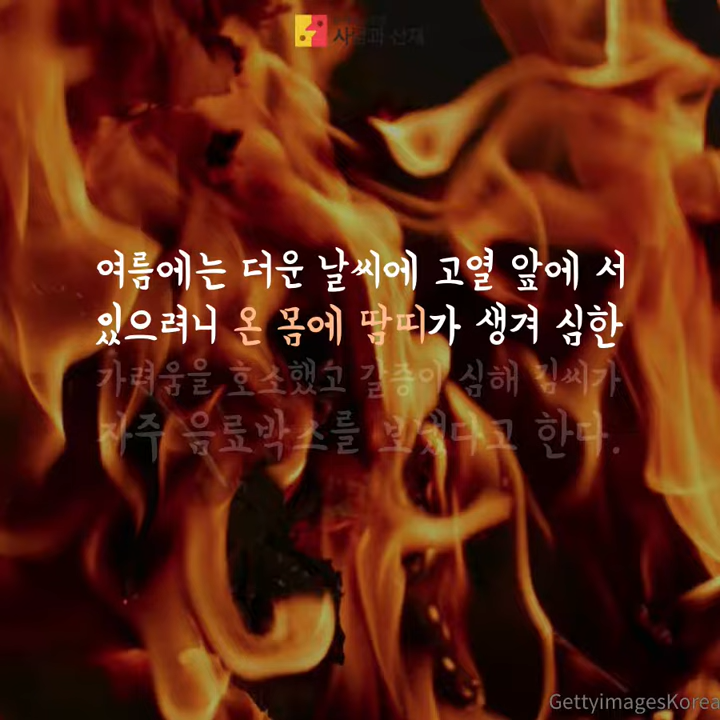 사람과 산재
여름에는 더운 날씨에 고열 앞에 서
있으려니 온 몸에 땀띠가 생겨 심한
가려움을 호소했고 갈증이 심해 김씨가
자주 음료박스를 보냈다고 한다.
GettyimagesKorea